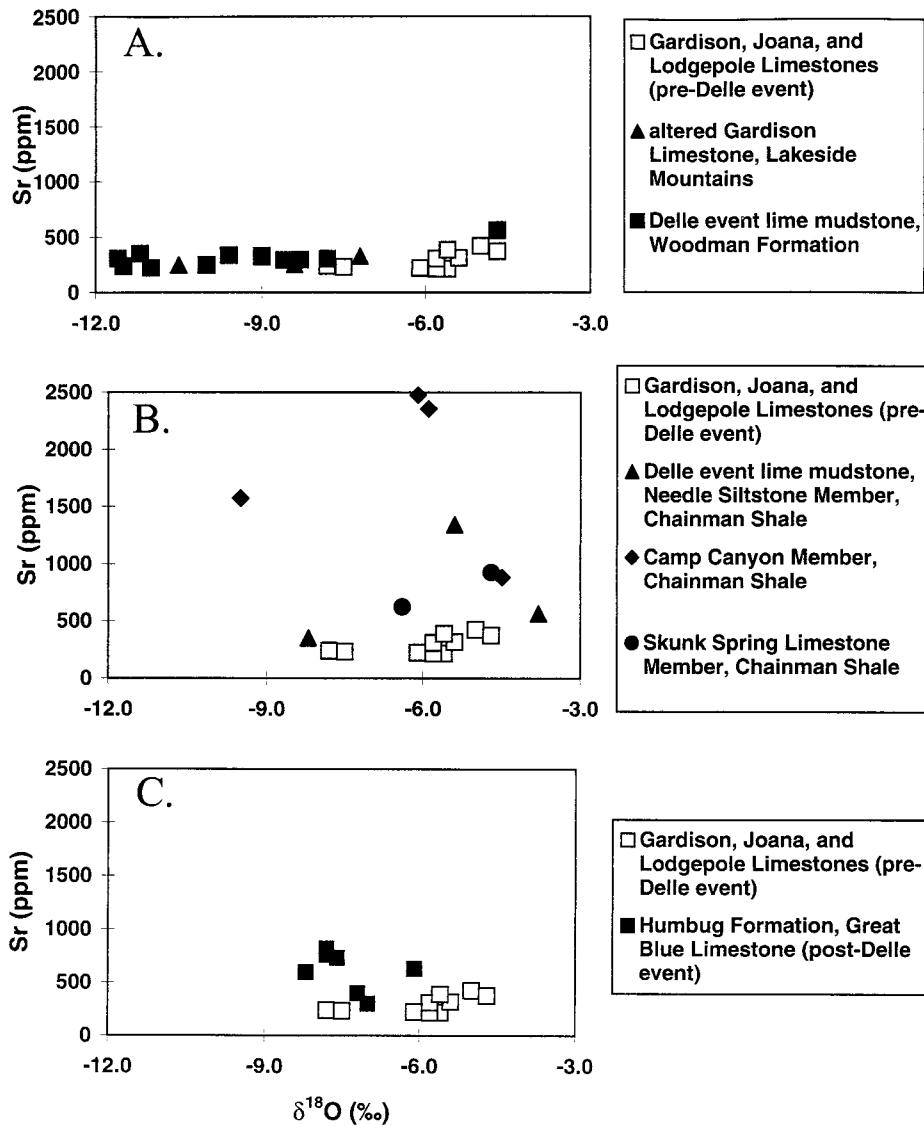 A.
2500
2000
1500
1000
500
0
Sr (ppm)
-12.0 -9.0 -6.0 -3.0
Gardison, Joana, and
Lodgepole Limestones
(pre-Delle event)
altered Gardison
Limestone, Lakeside
Mountains
Delle event lime mudstone,
Woodman Formation
B.
2500
2000
1500
1000
500
0
Sr (ppm)
-12.0 -9.0 -6.0 -3.0
Gardison, Joana, and
Lodgepole Limestones (pre-
Delle event)
Delle event lime mudstone,
Needle Siltstone Member,
Chainman Shale
Camp Canyon Member,
Chainman Shale
Skunk Spring Limestone
Member, Chainman Shale
C.
2500
2000
1500
1000
500
0
Sr (ppm)
-12.0 -9.0 -6.0 -3.0
δ18O (‰)
Gardison, Joana, and
Lodgepole Limestones (pre-
Delle event)
Humbug Formation, Great
Blue Limestone (post-Delle
event)